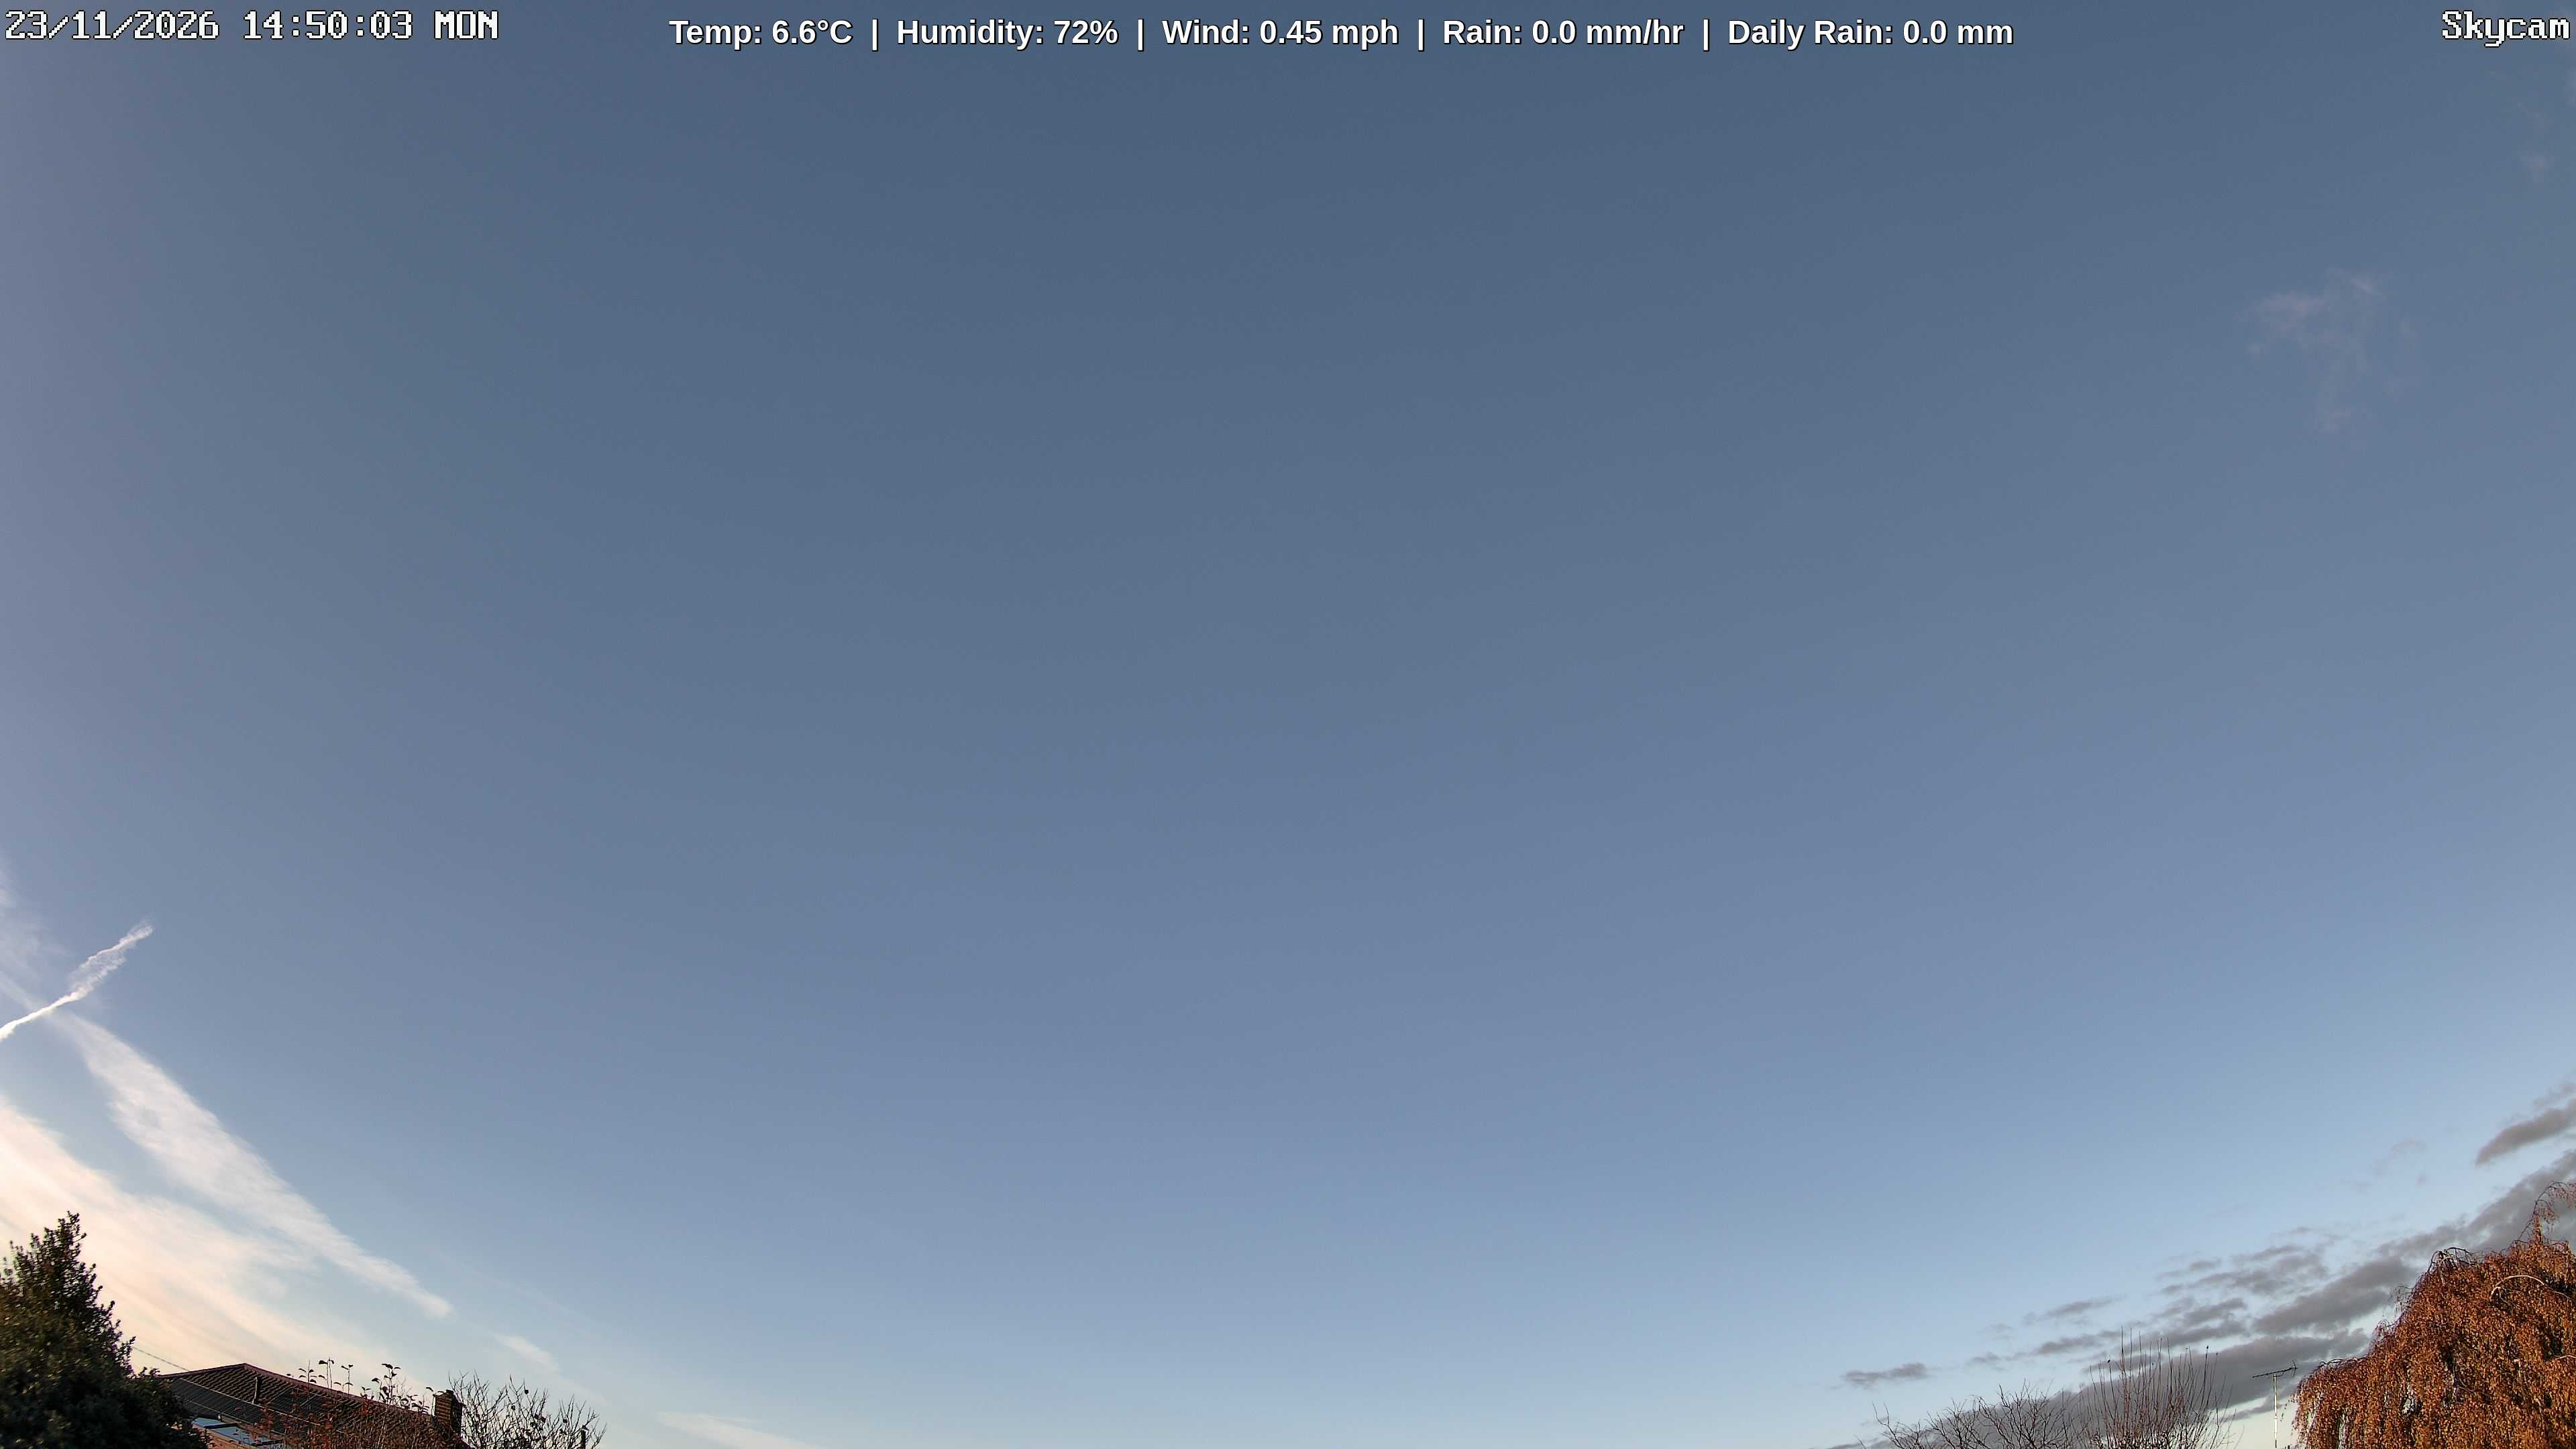 23/11/2026 14:50:03 MON
Temp: 6.6°C | Humidity: 72% | Wind: 0.45 mph | Rain: 0.0 mm/hr | Daily Rain: 0.0 mm
Skycam